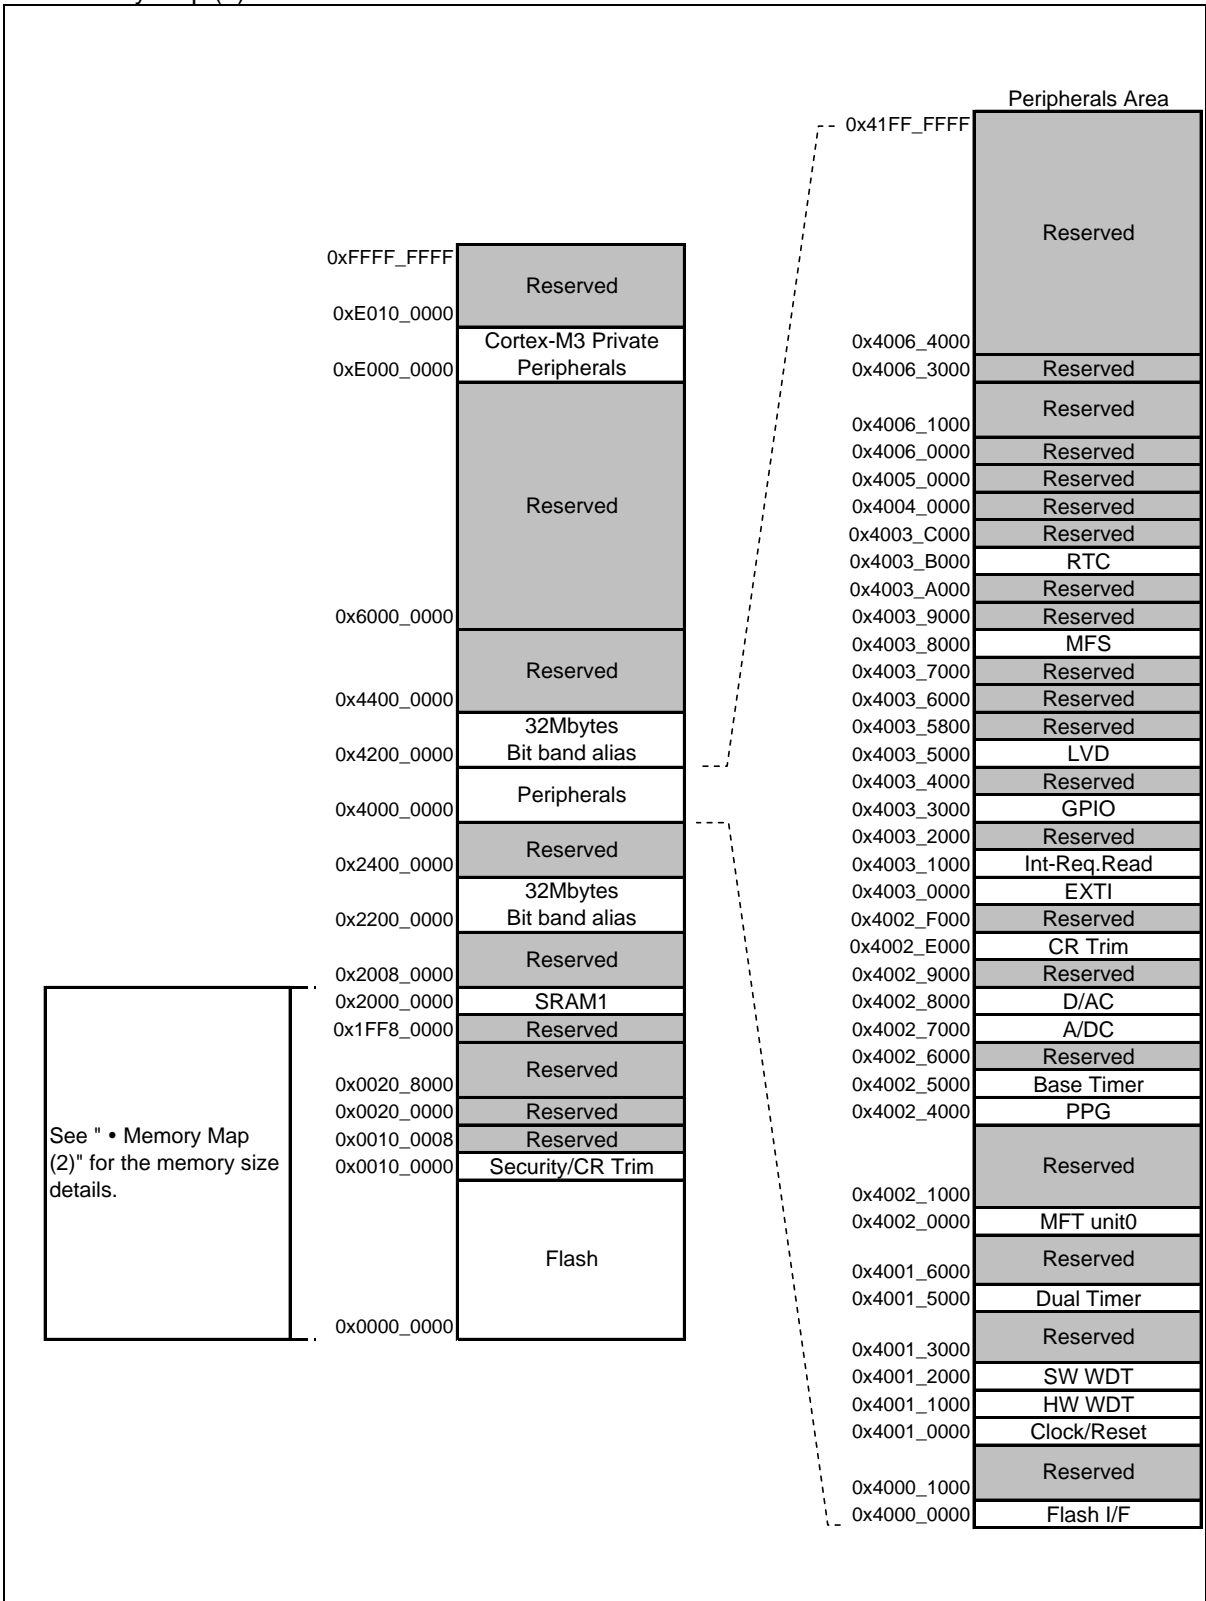 Peripherals Area
0x41FF_FFFF
Reserved
0x4006_4000
0x4006_3000 Reserved
Reserved
0x4006_1000
0x4006_0000 Reserved
0x4005_0000 Reserved
0x4004_0000 Reserved
0x4003_C000 Reserved
0x4003_B000 RTC
0x4003_A000 Reserved
0x4003_9000 Reserved
0x4003_8000 MFS
0x4003_7000 Reserved
0x4003_6000 Reserved
0x4003_5800 Reserved
0x4003_5000 LVD
0x4003_4000 Reserved
0x4003_3000 GPIO
0x4003_2000 Reserved
0x4003_1000 Int-Req.Read
0x4003_0000 EXTI
0x4002_F000 Reserved
0x4002_E000 CR Trim
0x4002_9000 Reserved
0x4002_8000 D/AC
0x4002_7000 A/DC
0x4002_6000 Reserved
0x4002_5000 Base Timer
0x4002_4000 PPG
Reserved
0x4002_1000
0x4002_0000 MFT unit0
Reserved
0x4001_6000
0x4001_5000 Dual Timer
Reserved
0x4001_3000
0x4001_2000 SW WDT
0x4001_1000 HW WDT
0x4001_0000 Clock/Reset
Reserved
0x4000_1000
0x4000_0000 Flash I/F
0xFFFF_FFFF
Reserved
0xE010_0000
Cortex-M3 Private
0xE000_0000 Peripherals
Reserved
0x6000_0000
Reserved
0x4400_0000
32Mbytes
0x4200_0000 Bit band alias
Peripherals
0x4000_0000
Reserved
0x2400_0000
32Mbytes
0x2200_0000 Bit band alias
Reserved
0x2008_0000
0x2000_0000 SRAM1
0x1FF8_0000 Reserved
Reserved
0x0020_8000
0x0020_0000 Reserved
0x0010_0008 Reserved
0x0010_0000 Security/CR Trim
Flash
0x0000_0000
See " • Memory Map
(2)" for the memory size
details.